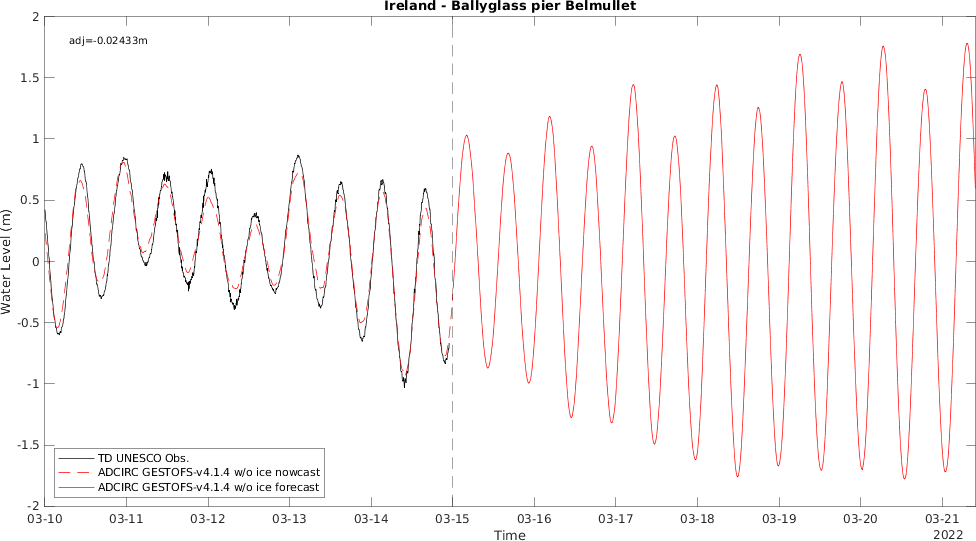 Ireland - Ballyglass pier Belmullet
adj=-0.02433m
2
1.5
1
0.5
0
-0.5
-1
-1.5
-2
Water Level (m)
TD UNESCO Obs.
ADCIRC GESTOFS-v4.1.4 w/o ice nowcast
ADCIRC GESTOFS-v4.1.4 w/o ice forecast
03-10 03-11 03-12 03-13 03-14 03-15 03-16 03-17 03-18 03-19 03-20 03-21
Time
2022